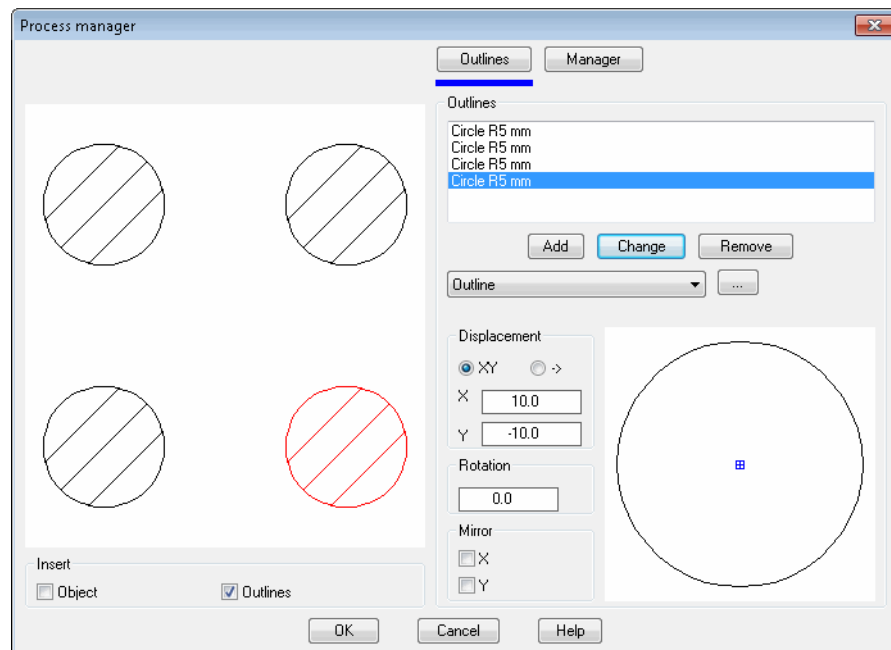 Process manager
Outlines Manager
Outlines
Circle R5 mm
Circle R5 mm
Circle R5 mm
Circle R5 mm
Add Change Remove
Outline ...
Displacement
XY ->
X 10.0
Y -10.0
Rotation
0.0
Mirror
X
Y
Insert
Object Outlines
OK Cancel Help